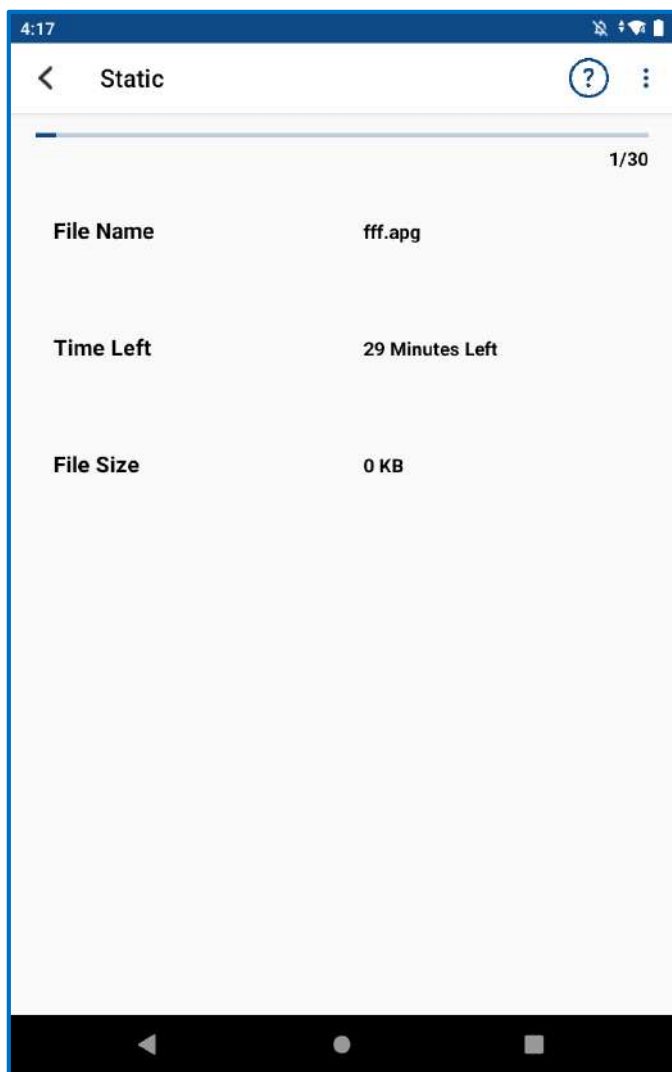 4:17
Static
?
1/30
File Name fff.apg
Time Left 29 Minutes Left
File Size 0 KB